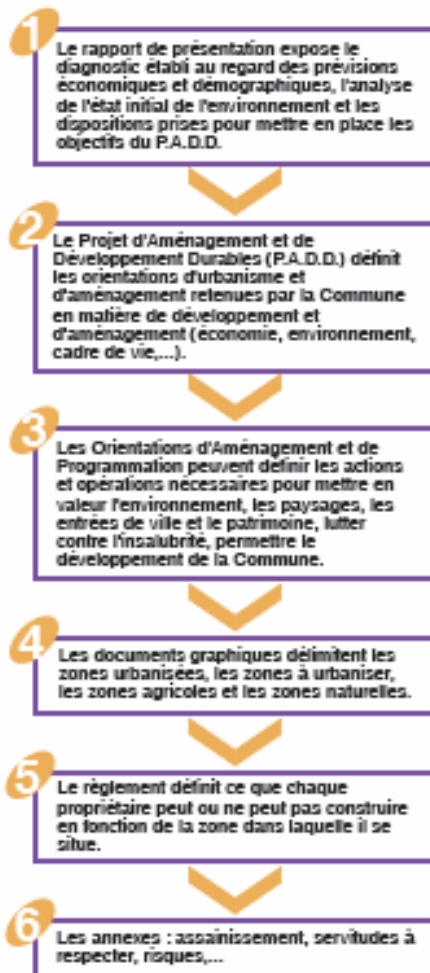 1
Le rapport de présentation expose le
diagnostic établi au regard des prévisions
économiques et démographiques, l'analyse
de l'état initial de l'environnement et les
dispositions prises pour mettre en place les
objectifs du P.A.D.D.
2
Le Projet d'Aménagement et de
Développement Durables (P.A.D.D.) définit
les orientations d'urbanisme et
d'aménagement retenues par la Commune
en matière de développement et
d'aménagement (économie, environnement,
cadre de vie,...).
3
Les Orientations d'Aménagement et de
Programmation peuvent définir les actions
et opérations nécessaires pour mettre en
valeur l'environnement, les paysages, les
entrées de ville et le patrimoine, lutter
contre l'insalubrité, permettre le
développement de la Commune.
4
Les documents graphiques délimitent les
zones urbanisées, les zones à urbaniser,
les zones agricoles et les zones naturelles.
5
Le règlement définit ce que chaque
propriétaire peut ou ne peut pas construire
en fonction de la zone dans laquelle il se
situe.
6
Les annexes : assainissement, servitudes à
respecter, risques,...